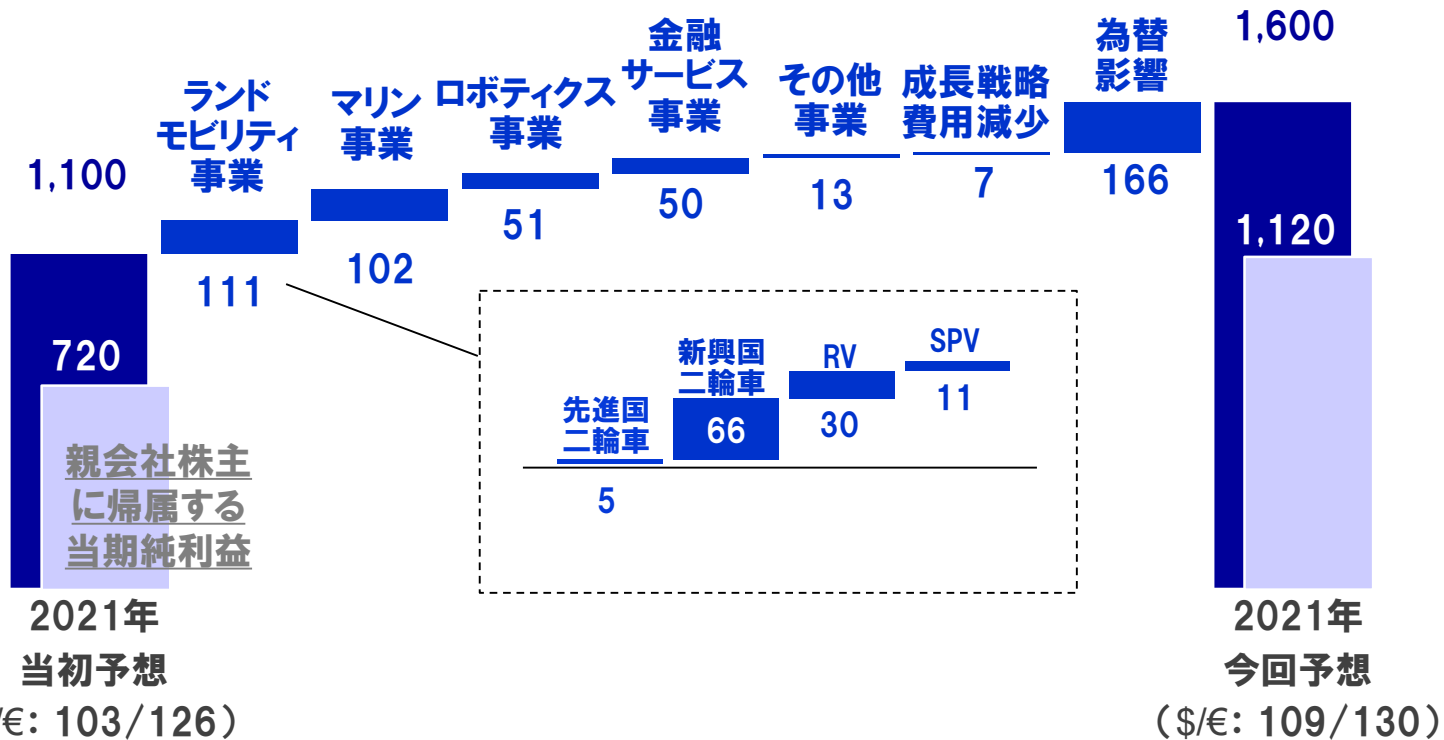 1,100
720
親会社株主
に帰属する
当期純利益
2021年
当初予想
/€: 103/126)
ランド
モビリティ
事業
111
マリン
事業
102
ロボティクス
事業
51
金融
サービス
事業
50
その他
事業
13
成長戦略
費用減少
7
為替
影響
166
先進国
二輪車
5
新興国
二輪車
66
RV
30
SPV
11
1,600
1,120
2021年
今回予想
($/€: 109/130)